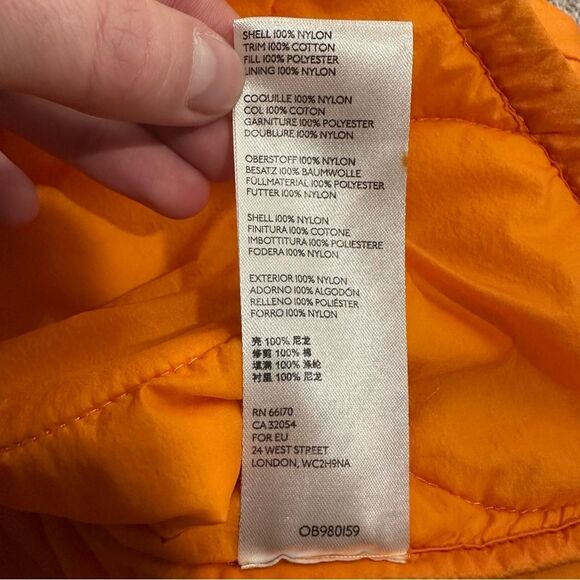 SHELL 100% NYLON
TRIM 100% COTTON
FILL 100% POLYESTER
LINING 100% NYLON
COQUILLE 100% NYLON
COL 100% COTON
GARNITURE 100% POLYESTER
DOUBLURE 100% NYLON
OBERSTOFF 100% NYLON
BESATZ 100% BAUMWOLLE
FÜLLMATERIAL 100% POLYESTER
FUTTER 100% NYLON
SHELL 100% NYLON
FINITURA 100% COTONE
IMBOTTITURA 100% POLIESTERE
FODERA 100% NYLON
EXTERIOR 100% NYLON
ADORNO 100% ALGODÓN
RELLENO 100% POLIÉSTER
FORRO 100% NYLON
壳 100% 尼龙
修剪 100% 棉
填满 100% 涤纶
衬里 100% 尼龙
RN 66170
CA 32054
FOR EU
24 WEST STREET
LONDON, WC2H9NA
OB980159